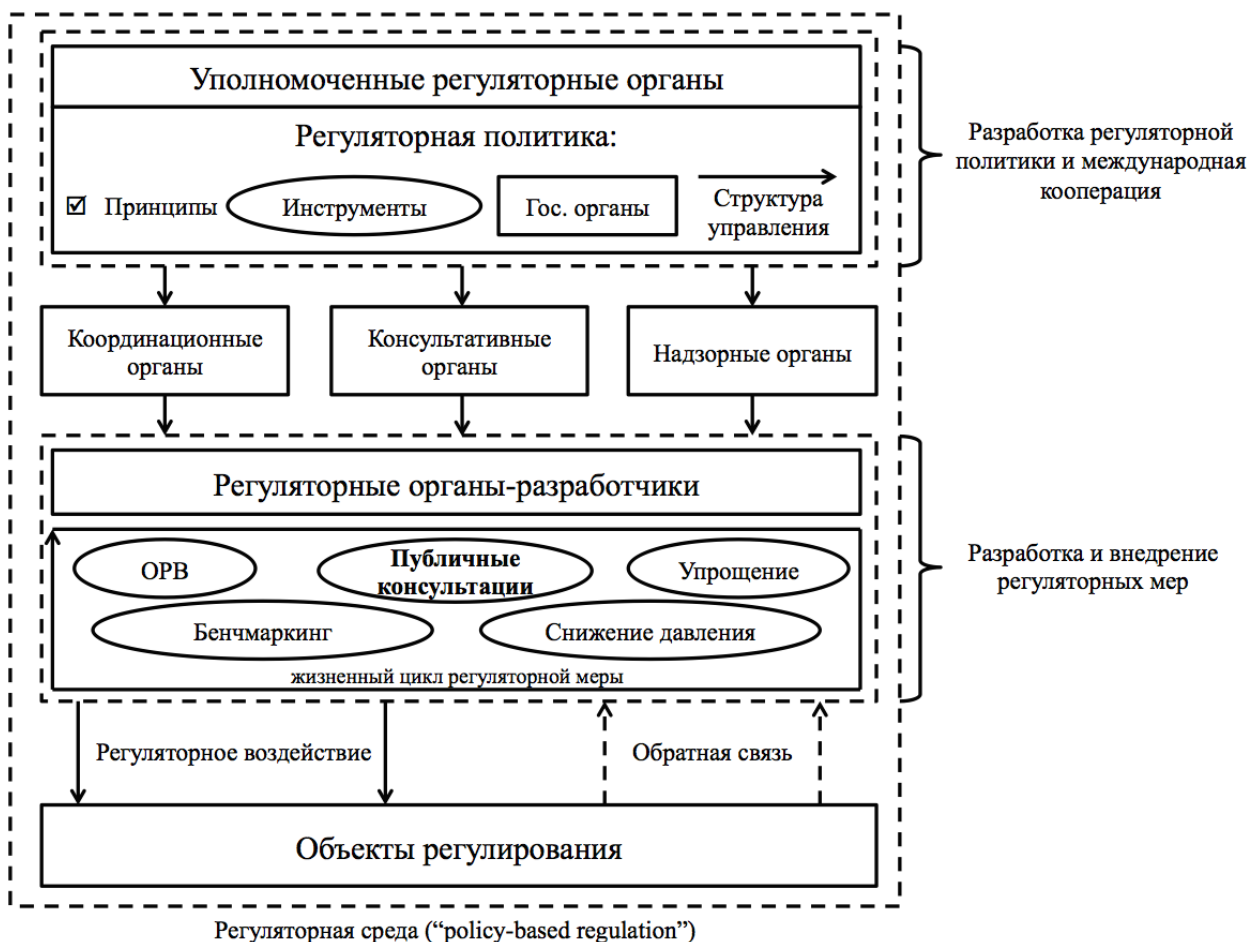 Уполномоченные регуляторные органы
Регуляторная политика:
Принципы
Инструменты
Гос. органы
Структура
управления
Разработка регуляторной
политики и международная
кооперация
Координационные
органы
Консультативные
органы
Надзорные органы
Регуляторные органы-разработчики
ОРВ
Публичные
консультации
Упрощение
Бенчмаркинг
Снижение давления
жизненный цикл регуляторной меры
Разработка и внедрение
регуляторных мер
Регуляторное воздействие
Обратная связь
Объекты регулирования
Регуляторная среда (“policy-based regulation”)